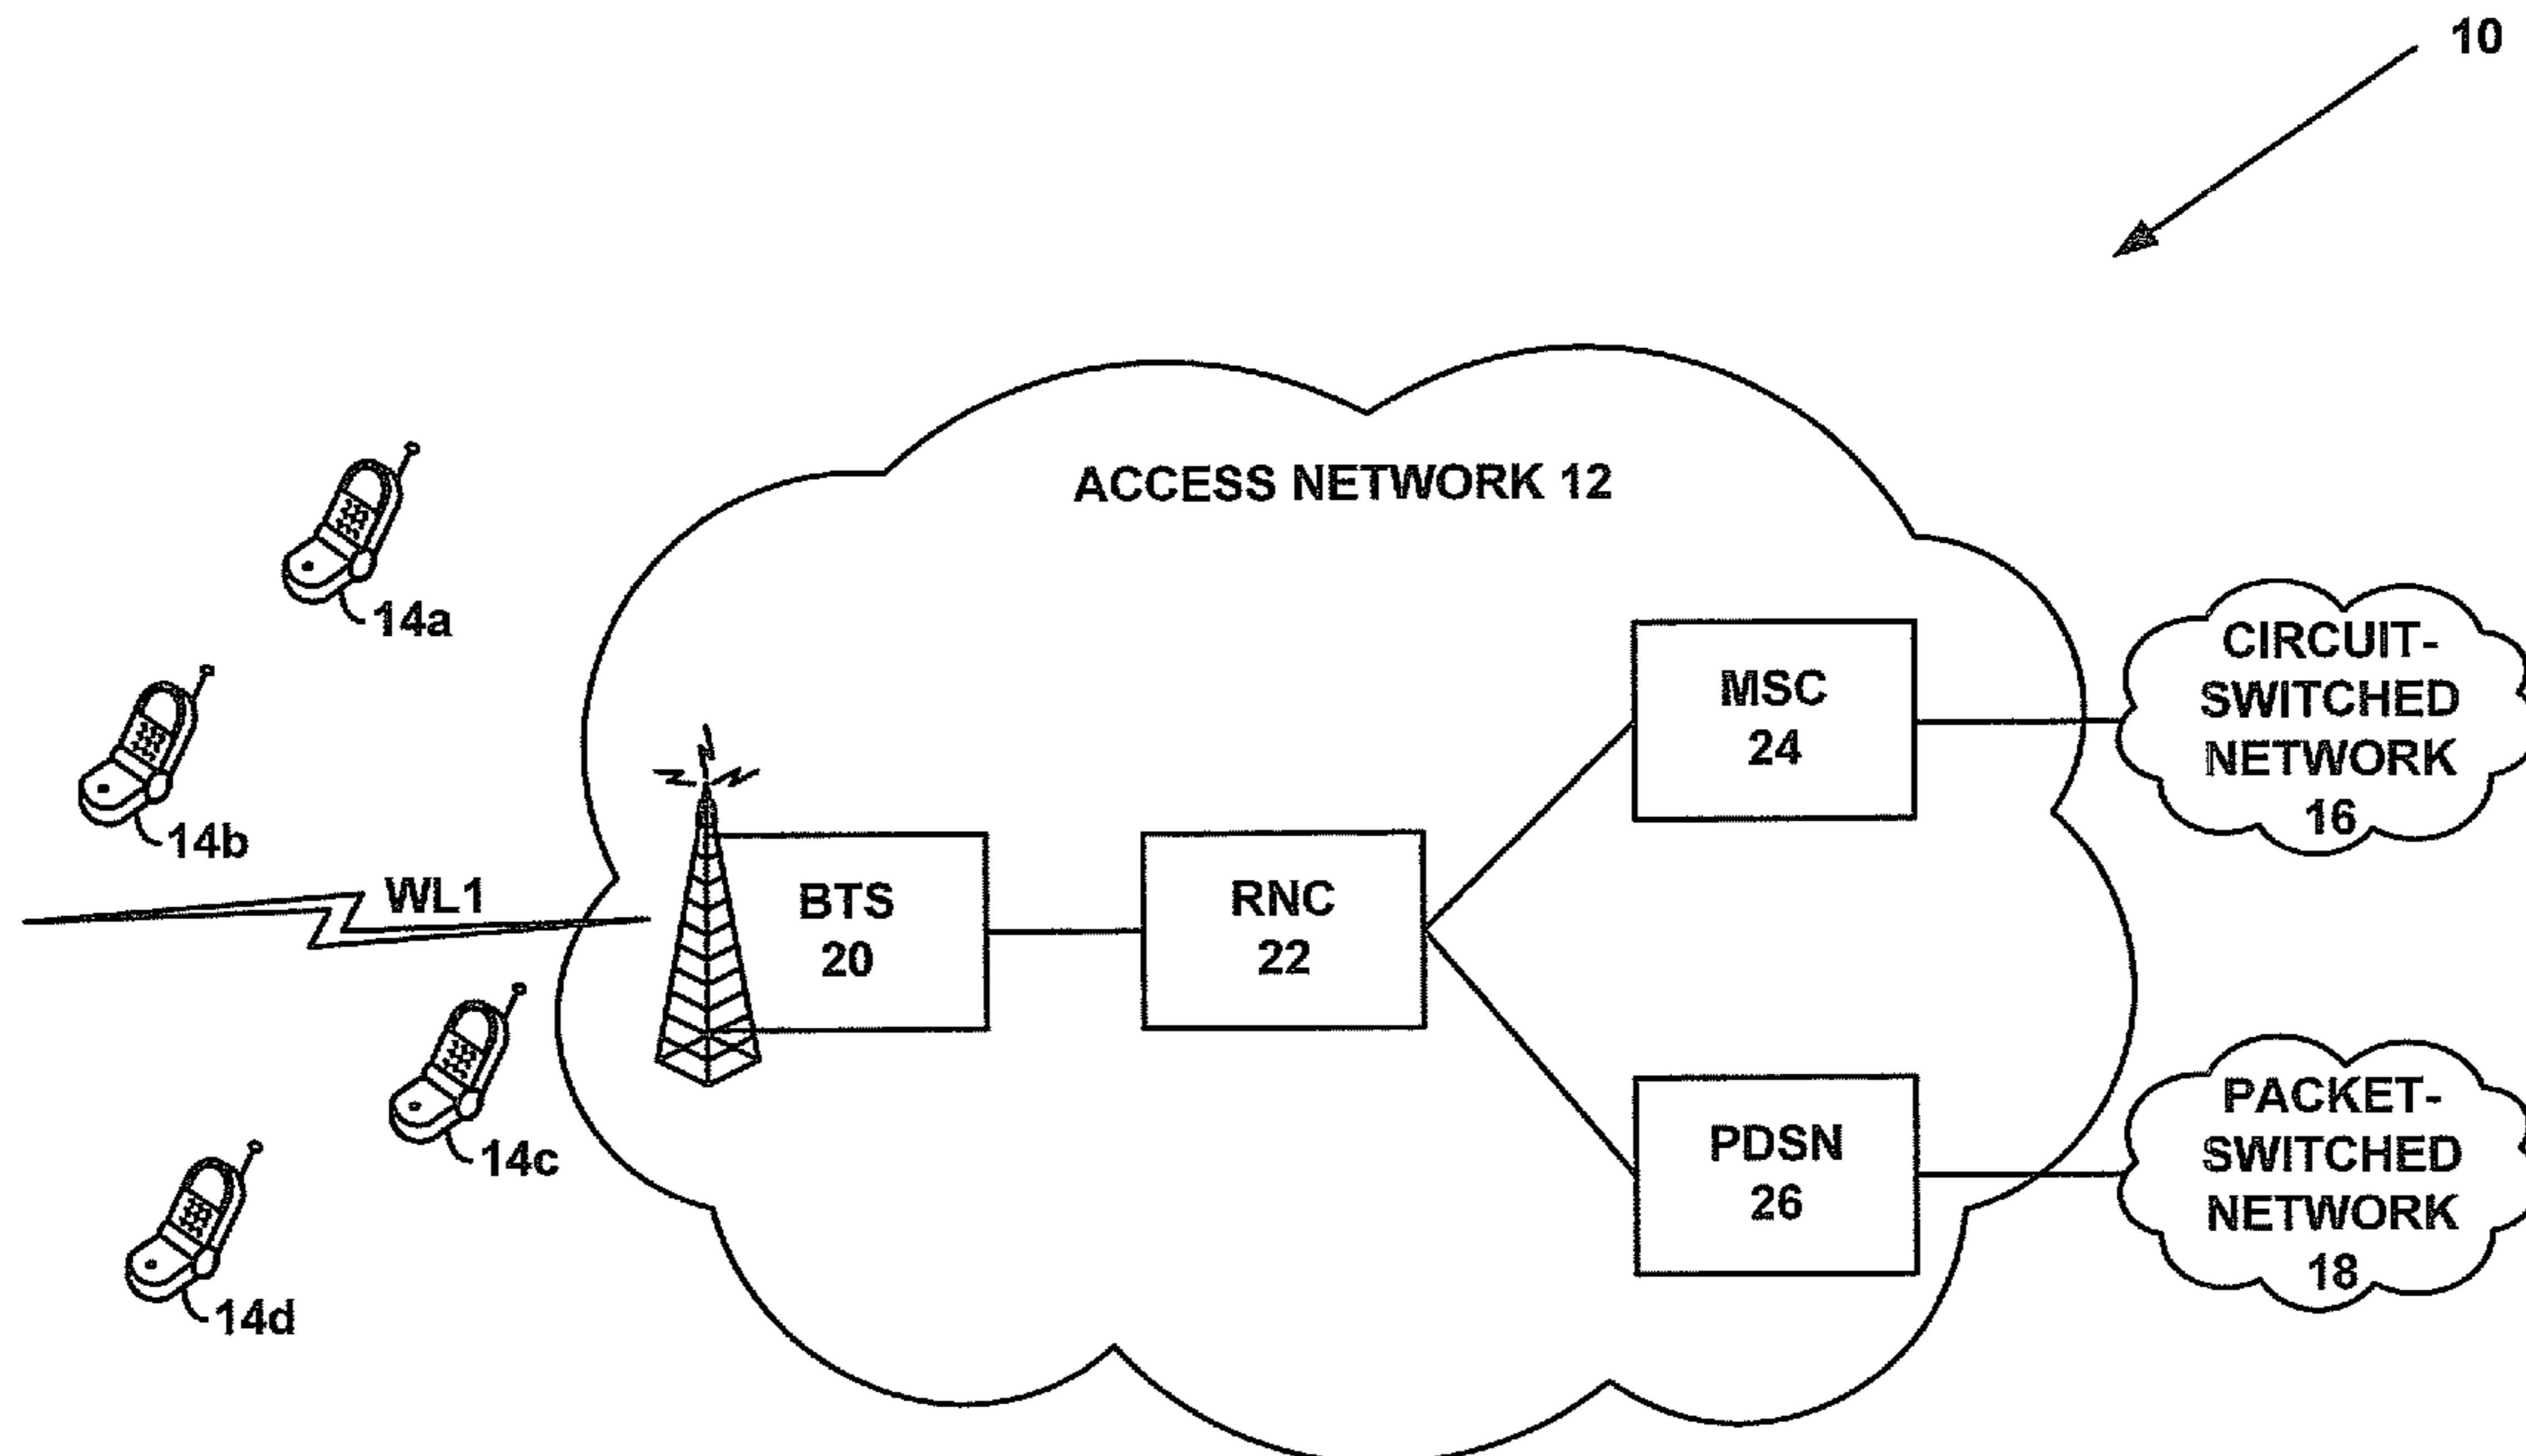 10
ACCESS NETWORK 12
14a
14b
WL1
14c
14d
BTS
20
RNC
22
MSC
24
PDSN
26
CIRCUIT-
SWITCHED
NETWORK
16
PACKET-
SWITCHED
NETWORK
18